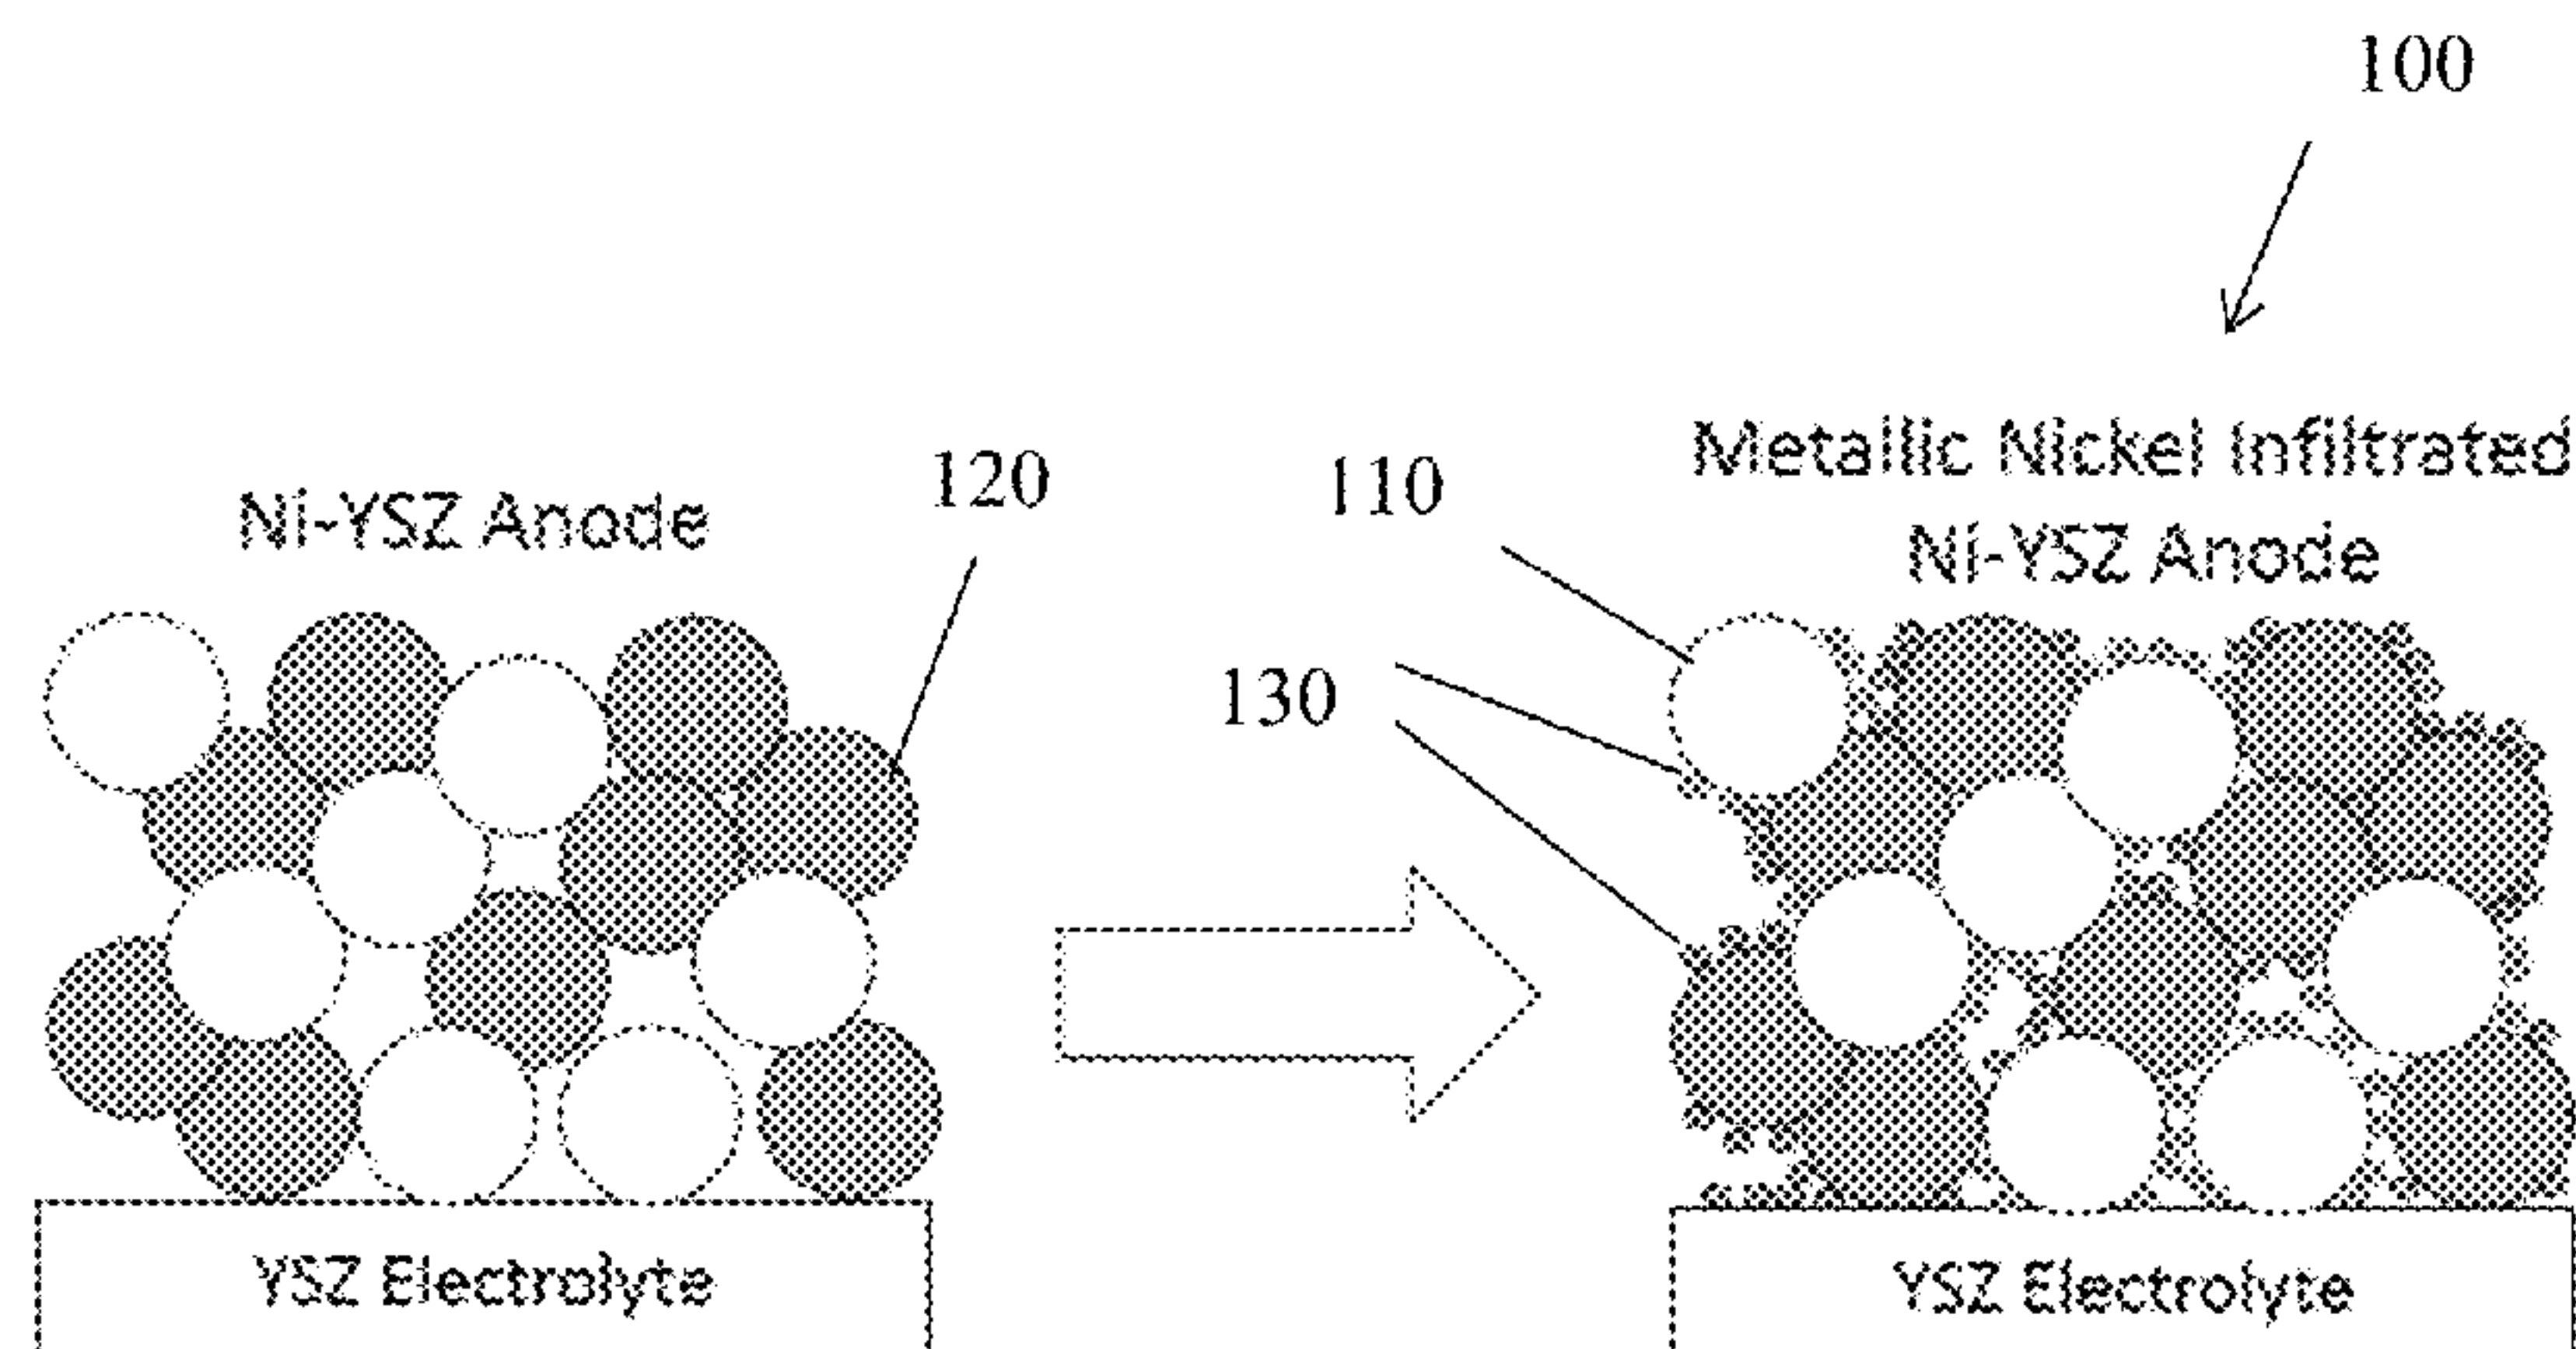 100
Metallic Nickel Infiltrated
Ni-YSZ Anode
Ni-YSZ Anode
120
110
130
YSZ Electrolyte
YSZ Electrolyte